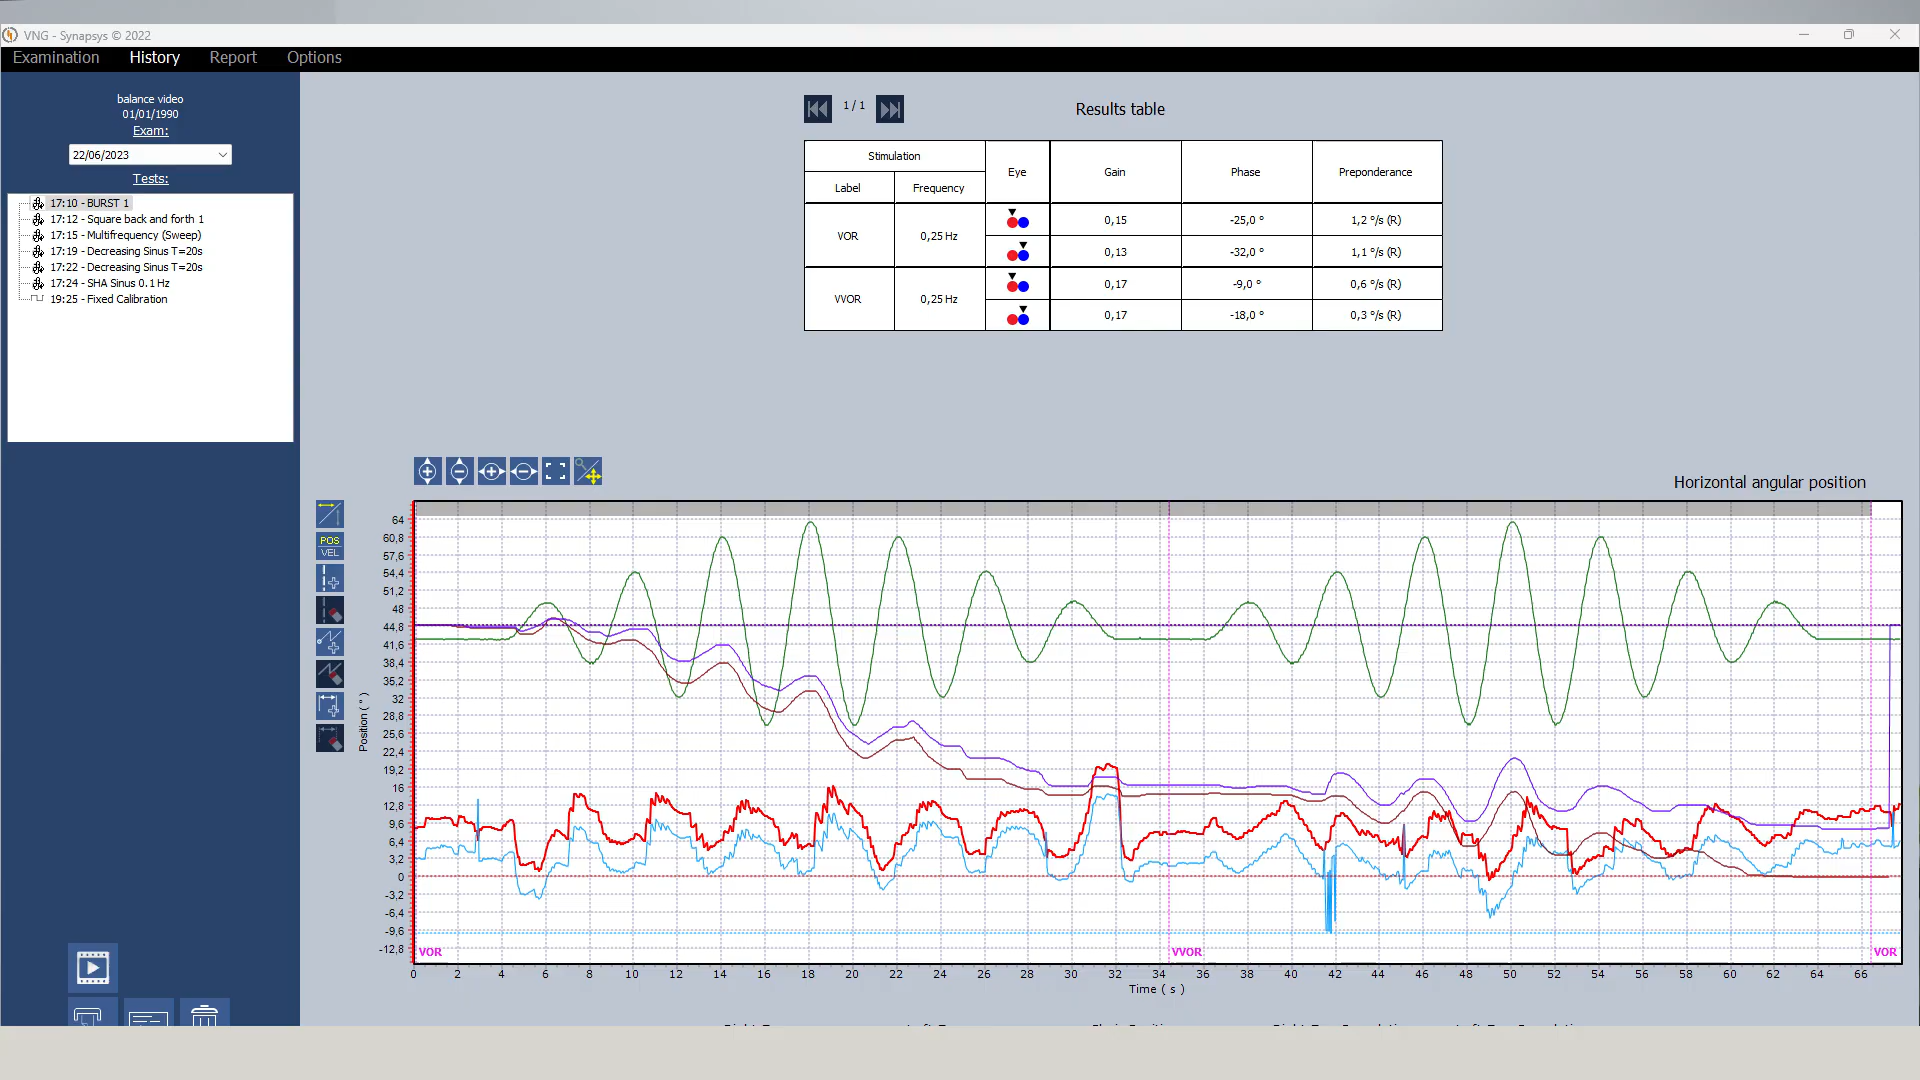 VNG - Synapsys © 2022
Examination History Report Options
balance video
01/01/1990
Exam:
22/06/2023
Tests:
17:10 - BURST 1
17:12 - Square back and forth 1
17:15 - Multifrequency (Sweep)
17:19 - Decreasing Sinus T=20s
17:22 - Decreasing Sinus T=20s
17:24 - SHA Sinus 0.1 Hz
19:25 - Fixed Calibration
1 / 1
Results table
Stimulation Eye Gain Phase Preponderance
Label Frequency
VOR 0,25 Hz
0,15 -25,0 ° 1,2 °/s (R)
0,13 -32,0 ° 1,1 °/s (R)
VVOR 0,25 Hz
0,17 -9,0 ° 0,6 °/s (R)
0,17 -18,0 ° 0,3 °/s (R)
Horizontal angular position
POS
VEL
Position ( ° )
64
60,8
57,6
54,4
51,2
48
44,8
41,6
38,4
35,2
32
28,8
25,6
22,4
19,2
16
12,8
9,6
6,4
3,2
0
-3,2
-6,4
-9,6
-12,8
VOR VVOR VOR
0 2 4 6 8 10 12 14 16 18 20 22 24 26 28 30 32 34 36 38 40 42 44 46 48 50 52 54 56 58 60 62 64 66
Time ( s )